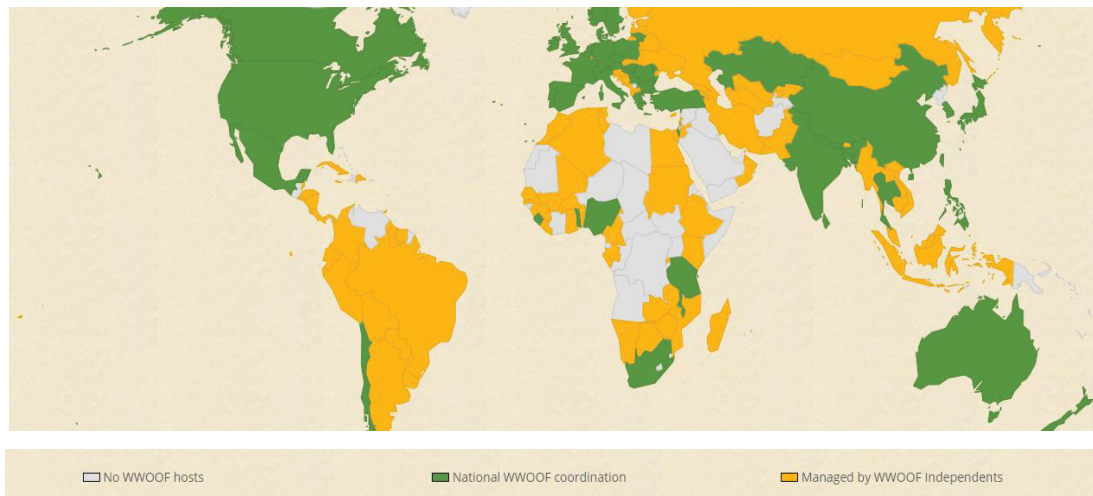 No WWOOF hosts
National WWOOF coordination
Managed by WWOOF Independents